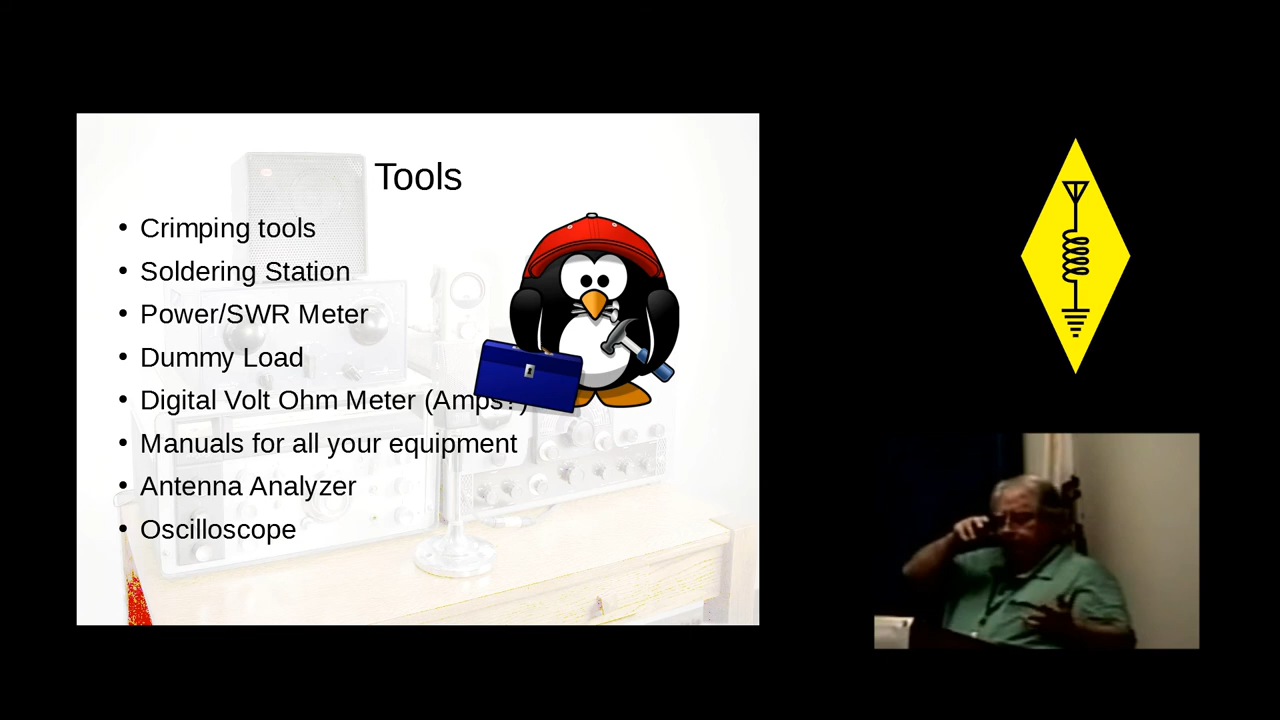 Tools
• Crimping tools
• Soldering Station
• Power/SWR Meter
• Dummy Load
• Digital Volt Ohm Meter (Amps?)
• Manuals for all your equipment
• Antenna Analyzer
• Oscilloscope